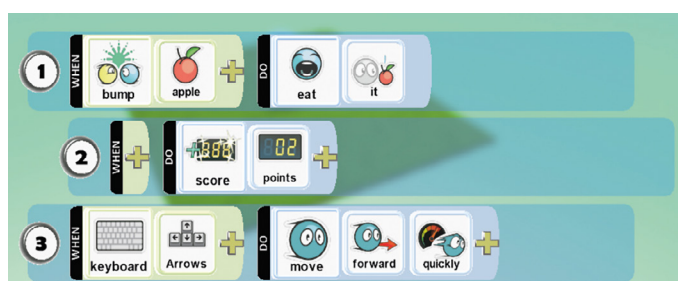 1 WHEN bump apple DO eat it
2 WHEN DO score 888 points 02
3 WHEN keyboard Arrows DO move forward quickly